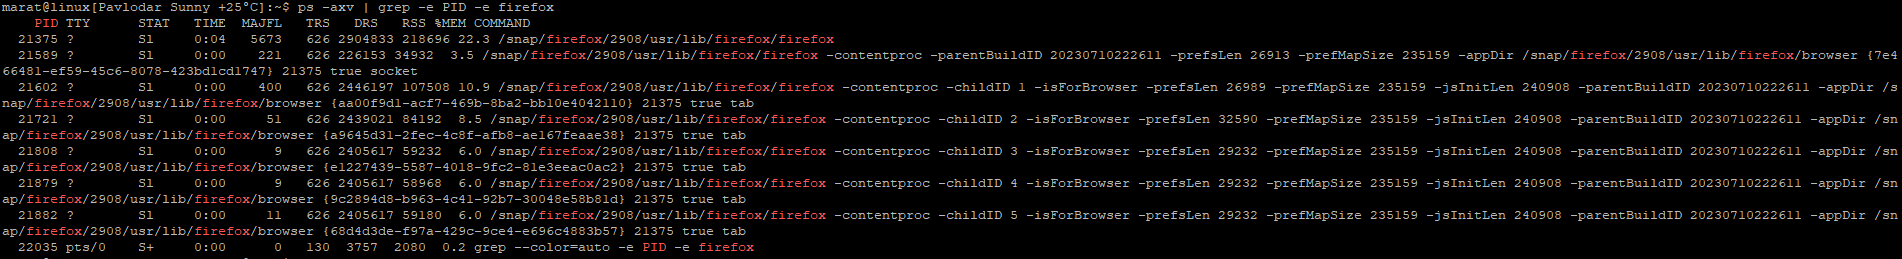 marat@linux[Pavlodar Sunny +25°C]:~$ ps -axv | grep -e PID -e firefox
    PID TTY      STAT   TIME  MAJFL   TRS   DRS   RSS %MEM COMMAND
  21375 ?        Sl     0:04   5673   626 2904833 218696 22.3 /snap/firefox/2908/usr/lib/firefox/firefox
  21589 ?        Sl     0:00    221   626 226153 34932  3.5 /snap/firefox/2908/usr/lib/firefox/firefox -contentproc -parentBuildID 20230710222611 -prefsLen 26913 -prefMapSize 235159 -appDir /snap/firefox/2908/usr/lib/firefox/browser {7e4
66481-ef59-45c6-8078-423bd1cd1747} 21375 true socket
  21602 ?        Sl     0:00    400   626 2446197 107508 10.9 /snap/firefox/2908/usr/lib/firefox/firefox -contentproc -childID 1 -isForBrowser -prefsLen 26989 -prefMapSize 235159 -jsInitLen 240908 -parentBuildID 20230710222611 -appDir /s
nap/firefox/2908/usr/lib/firefox/browser {aa00f9d1-acf7-469b-8ba2-bb10e4042110} 21375 true tab
  21721 ?        Sl     0:00     51   626 2439021 84192  8.5 /snap/firefox/2908/usr/lib/firefox/firefox -contentproc -childID 2 -isForBrowser -prefsLen 32590 -prefMapSize 235159 -jsInitLen 240908 -parentBuildID 20230710222611 -appDir /sn
ap/firefox/2908/usr/lib/firefox/browser {a9645d31-2fec-4c8f-afb8-ae167feaae38} 21375 true tab
  21808 ?        Sl     0:00      9   626 2405617 59232  6.0 /snap/firefox/2908/usr/lib/firefox/firefox -contentproc -childID 3 -isForBrowser -prefsLen 29232 -prefMapSize 235159 -jsInitLen 240908 -parentBuildID 20230710222611 -appDir /sn
ap/firefox/2908/usr/lib/firefox/browser {e1227439-5587-4018-9fc2-81e3eeac0ac2} 21375 true tab
  21879 ?        Sl     0:00      9   626 2405617 58968  6.0 /snap/firefox/2908/usr/lib/firefox/firefox -contentproc -childID 4 -isForBrowser -prefsLen 29232 -prefMapSize 235159 -jsInitLen 240908 -parentBuildID 20230710222611 -appDir /sn
ap/firefox/2908/usr/lib/firefox/browser {9c2894d8-b963-4c41-92b7-30048e58b81d} 21375 true tab
  21882 ?        Sl     0:00     11   626 2405617 59180  6.0 /snap/firefox/2908/usr/lib/firefox/firefox -contentproc -childID 5 -isForBrowser -prefsLen 29232 -prefMapSize 235159 -jsInitLen 240908 -parentBuildID 20230710222611 -appDir /sn
ap/firefox/2908/usr/lib/firefox/browser {68d4d3de-f97a-429c-9ce4-e696c4883b57} 21375 true tab
  22035 pts/0    S+     0:00      0   130  3757  2080  0.2 grep --color=auto -e PID -e firefox